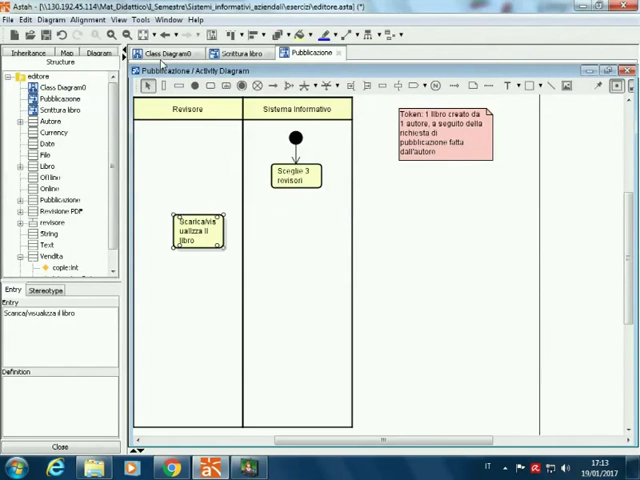 Astah - [\\130.192.45.114\Mat_Didattico\I_Semestre\Sistemi_informativi_aziendali\esercizi\editore.asta]
File Edit Diagram Alignment View Tools Window Help
Inheritance Map Diagram
Structure
Class Diagram0 Scrittura libro Pubblicazione
Pubblicazione / Activity Diagram
editore
Class Diagram0
Pubblicazione
Scrittura libro
Autore
Currency
Date
File
Libro
Offline
Online
Pubblicazione
Revisione PDF
revisore
String
Text
Vendita
copie: int
Entry Stereotype
Entry
Scarica/visualizza il libro
Definition
Close
Revisore
Sistema Informativo
Sceglie 3
revisori
Scarica/vis
ualizza il
libro
Token: 1 libro creato da
1 autore, a seguito della
richiesta di
pubblicazione fatta
dall'autore
IT
17:13
19/01/2017